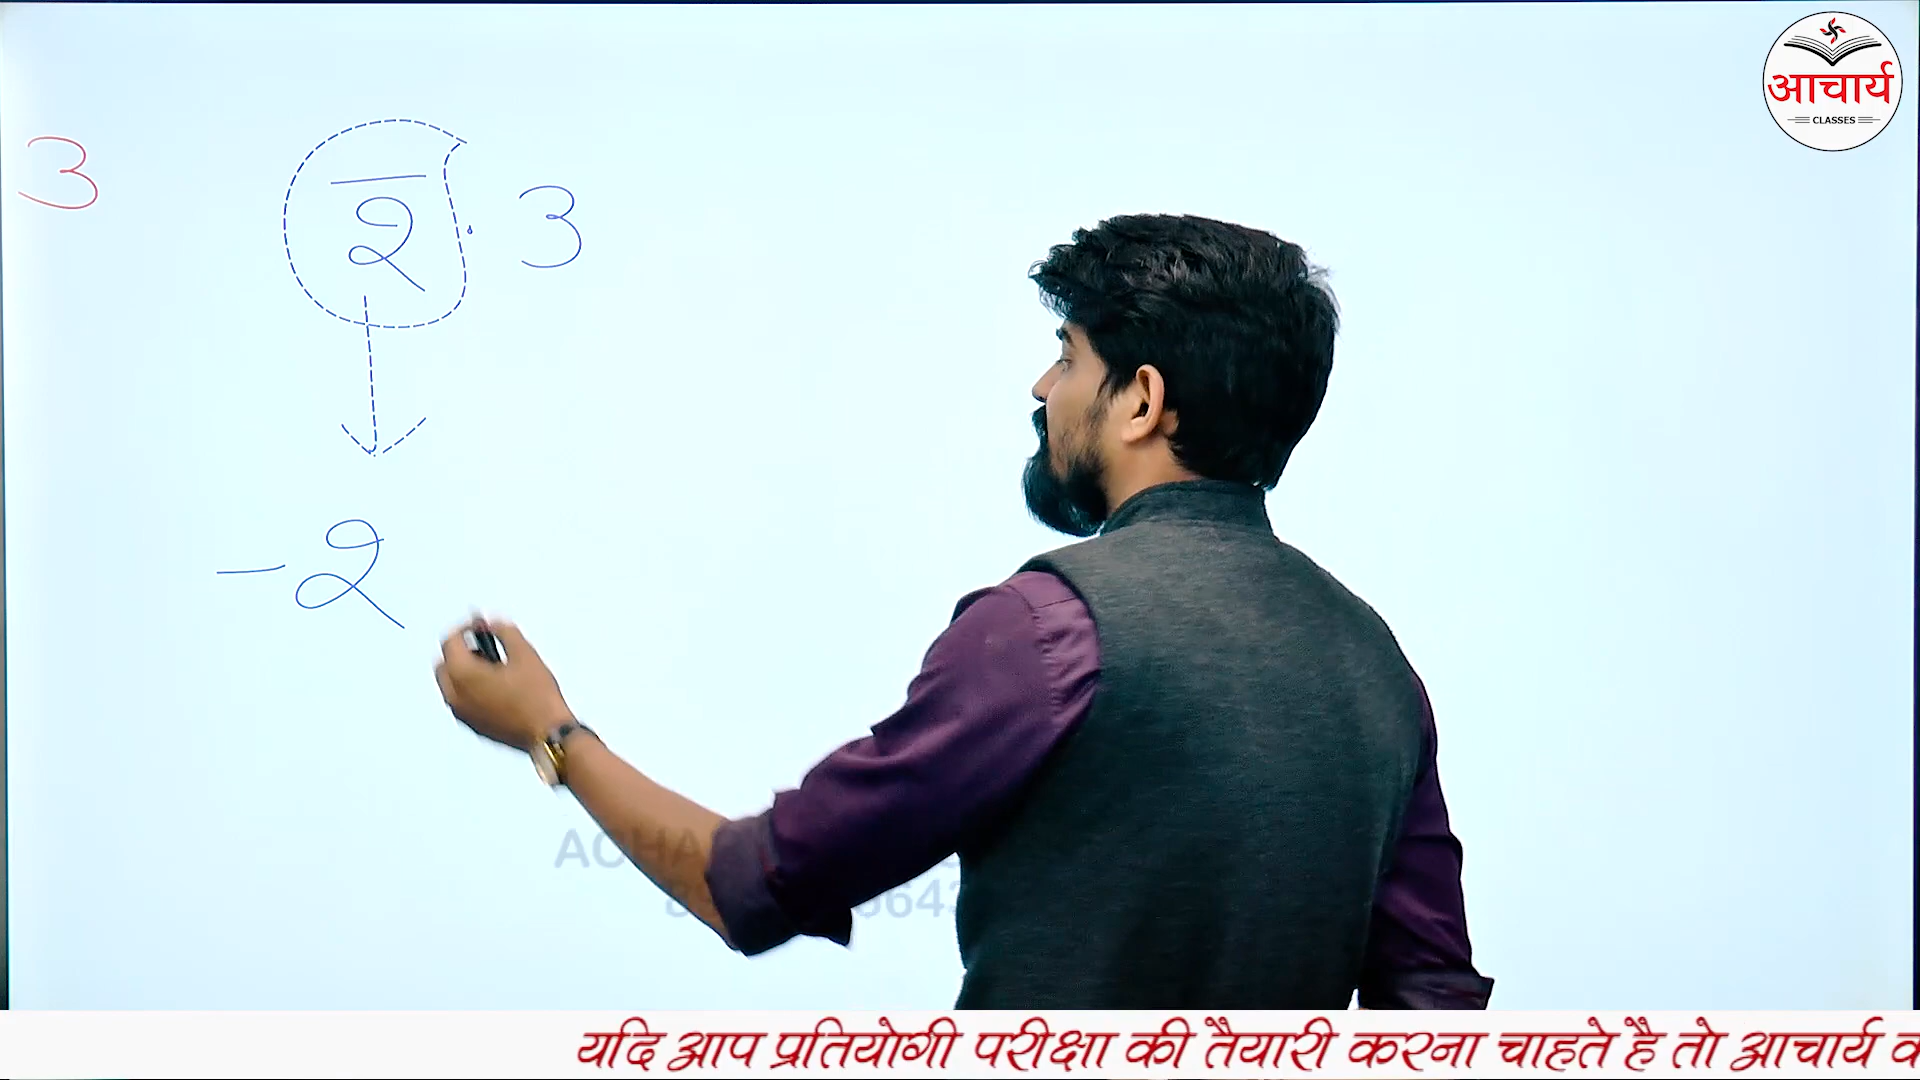 3
2̅ . 3
-2
आचार्य
CLASSES
यदि आप प्रतियोगी परीक्षा की तैयारी करना चाहते है तो आचार्य